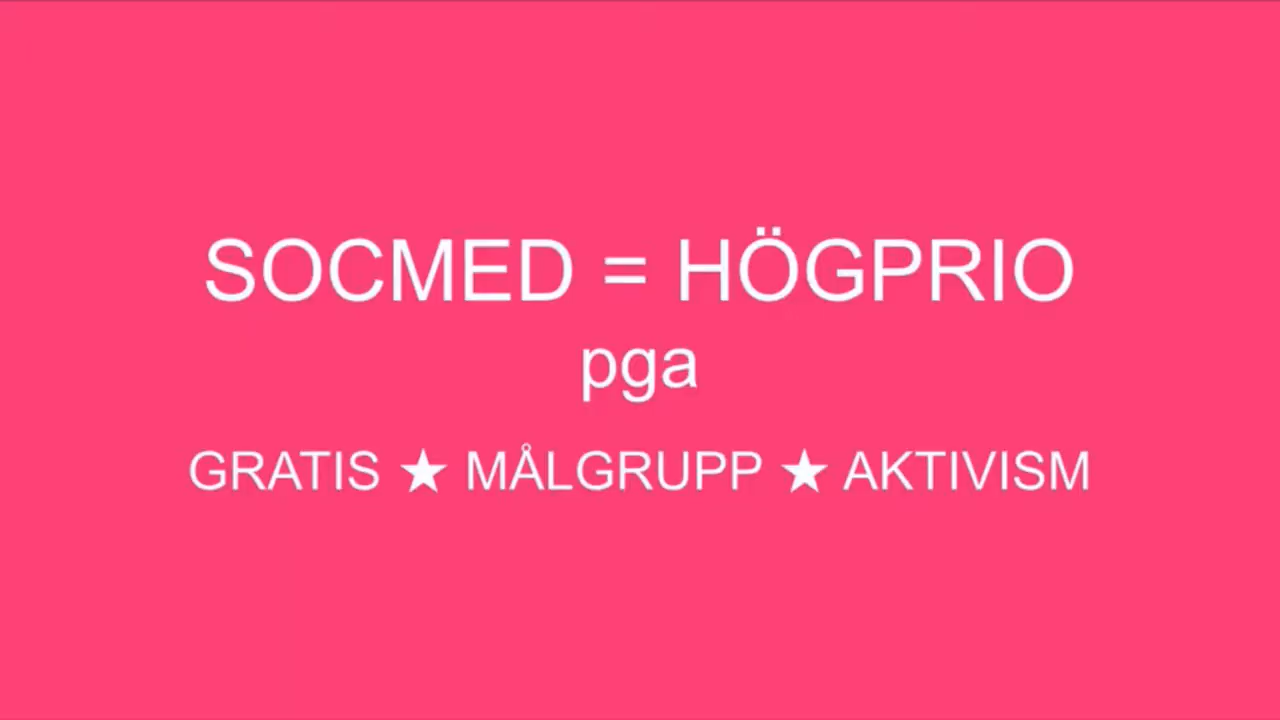 SOCMED = HÖGPRIO
pga
GRATIS ★ MÅLGRUPP ★ AKTIVISM